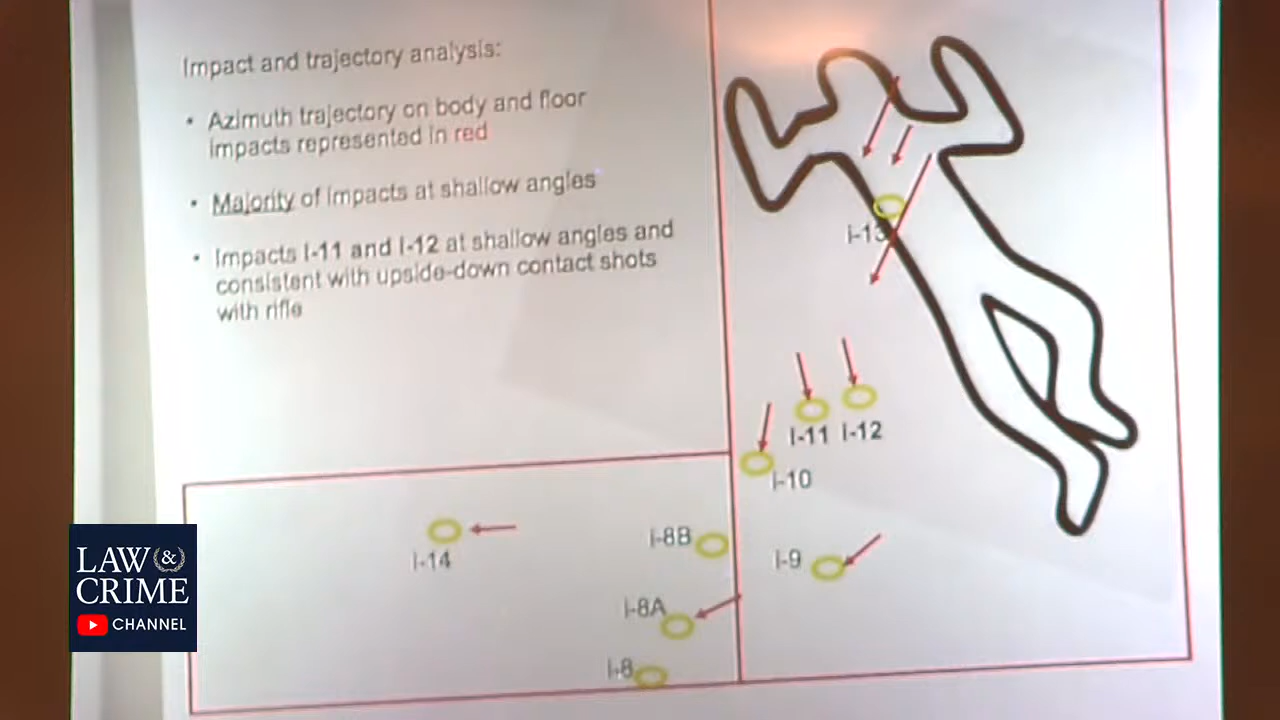 Impact and trajectory analysis:
• Azimuth trajectory on body and floor
impacts represented in red
• Majority of impacts at shallow angles
• Impacts I-11 and I-12 at shallow angles and
consistent with upside-down contact shots
with rifle
i-13
I-11 I-12
i-10
I-14
i-8B
I-9
i-8A
i-8
LAW &
CRIME
CHANNEL